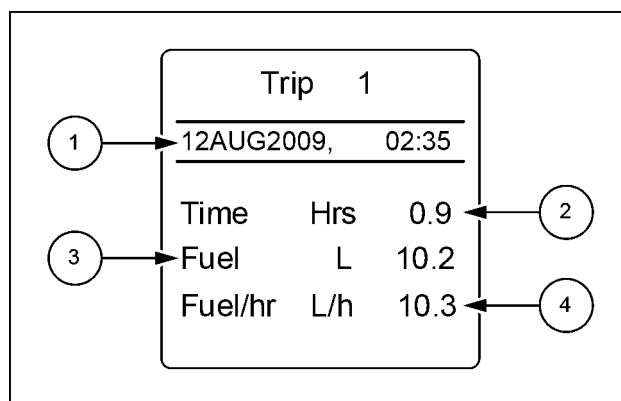 Trip 1
1 12AUG2009, 02:35
Time Hrs 0.9 2
3 Fuel L 10.2
Fuel/hr L/h 10.3 4